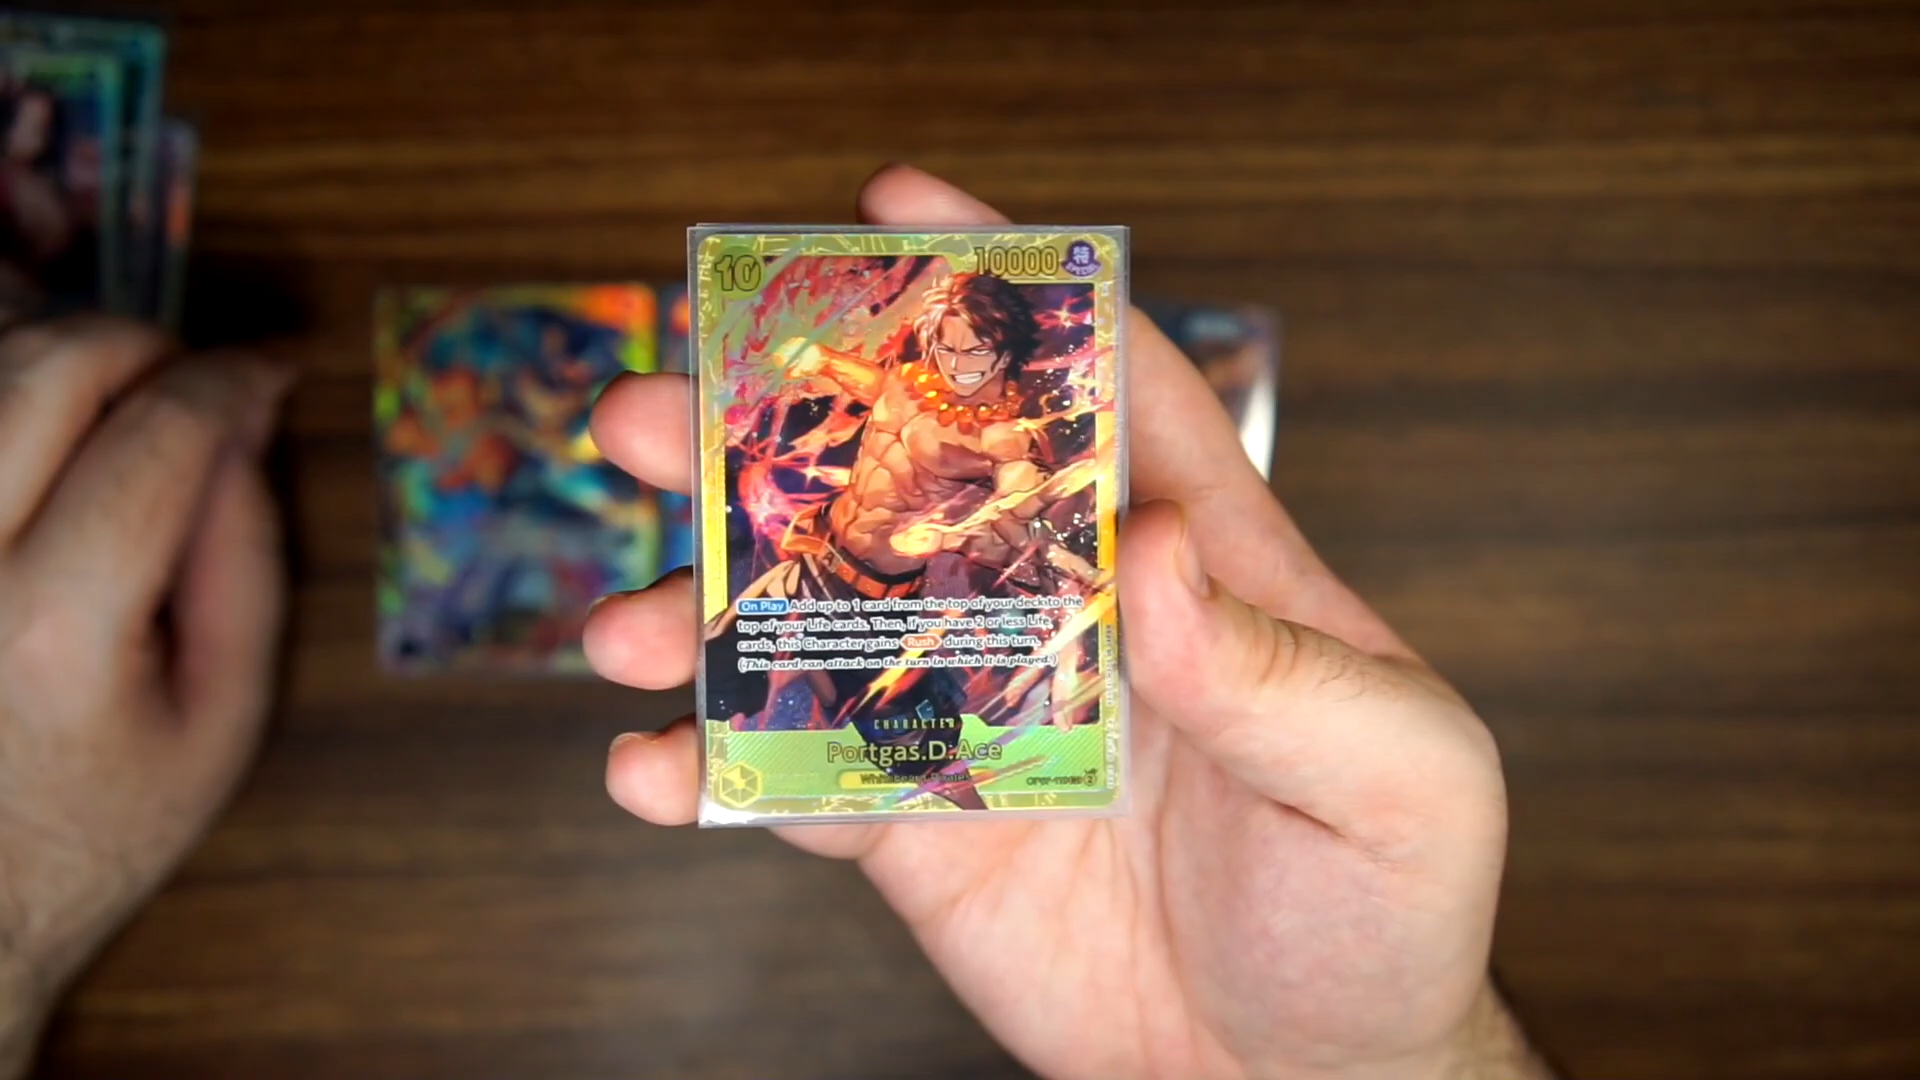 10
10000
特
SPECIAL
On Play Add up to 1 card from the top of your deck to the
top of your Life cards. Then, if you have 2 or less Life
cards, this Character gains Rush during this turn.
(This card can attack on the turn in which it is played.)
CHARACTER
Portgas.D.Ace
Whitebeard Pirates